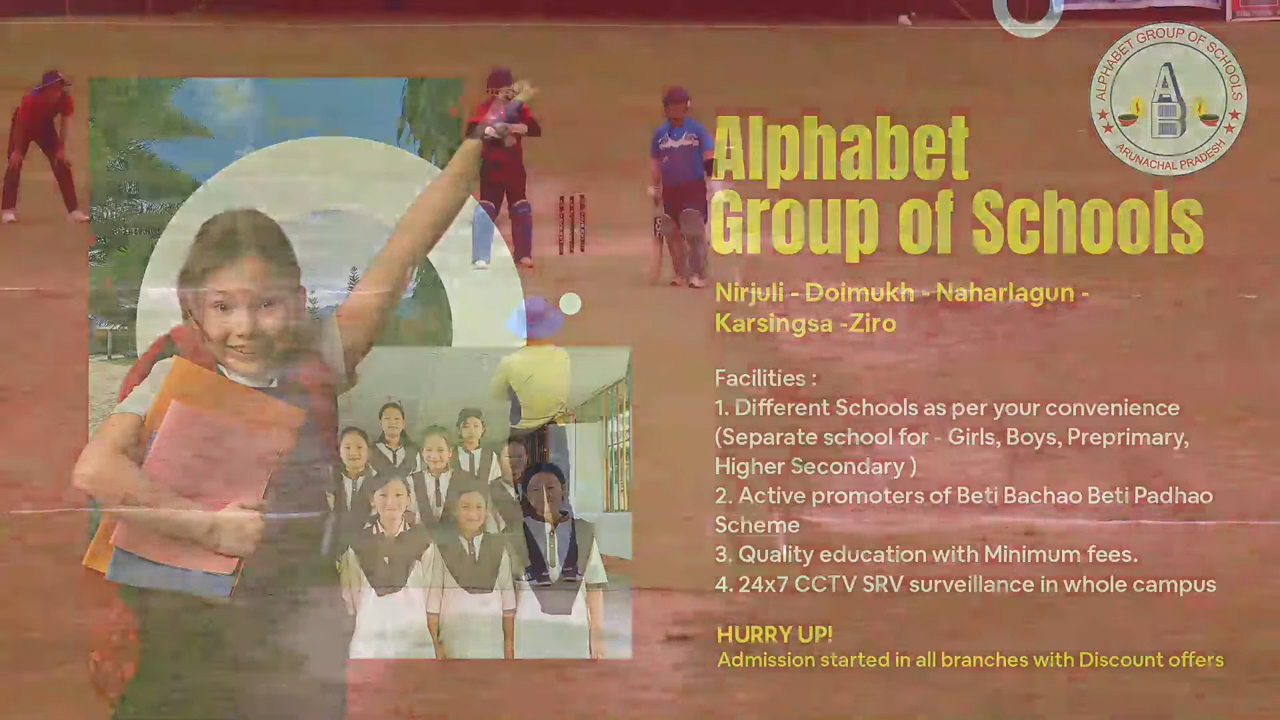 ALPHABET GROUP OF SCHOOLS
AB
ARUNACHAL PRADESH
Alphabet
Group of Schools
Nirjuli - Doimukh - Naharlagun -
Karsingsa -Ziro
Facilities :
1. Different Schools as per your convenience
(Separate school for - Girls, Boys, Preprimary,
Higher Secondary )
2. Active promoters of Beti Bachao Beti Padhao
Scheme
3. Quality education with Minimum fees.
4. 24x7 CCTV SRV surveillance in whole campus
HURRY UP!
Admission started in all branches with Discount offers